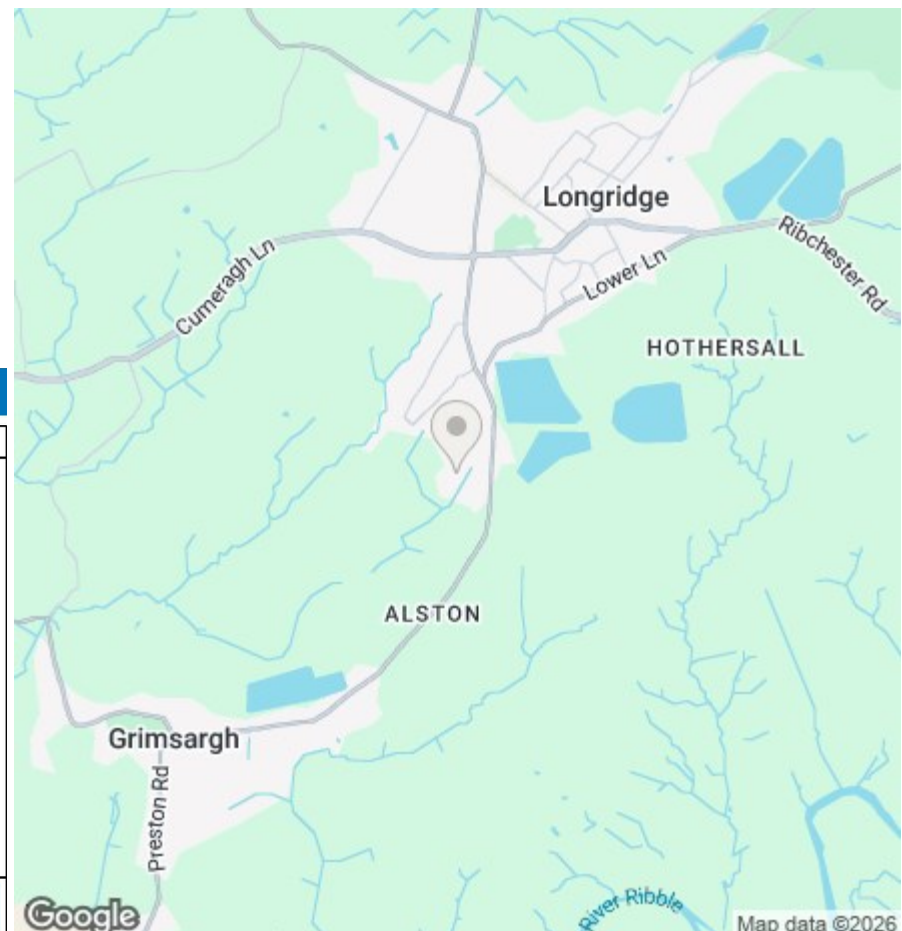 Longridge
Cumeragh Ln
Lower Ln
Ribchester Rd
HOTHERSALL
ALSTON
Grimsargh
Preston Rd
River Ribble
Google
Map data ©2026